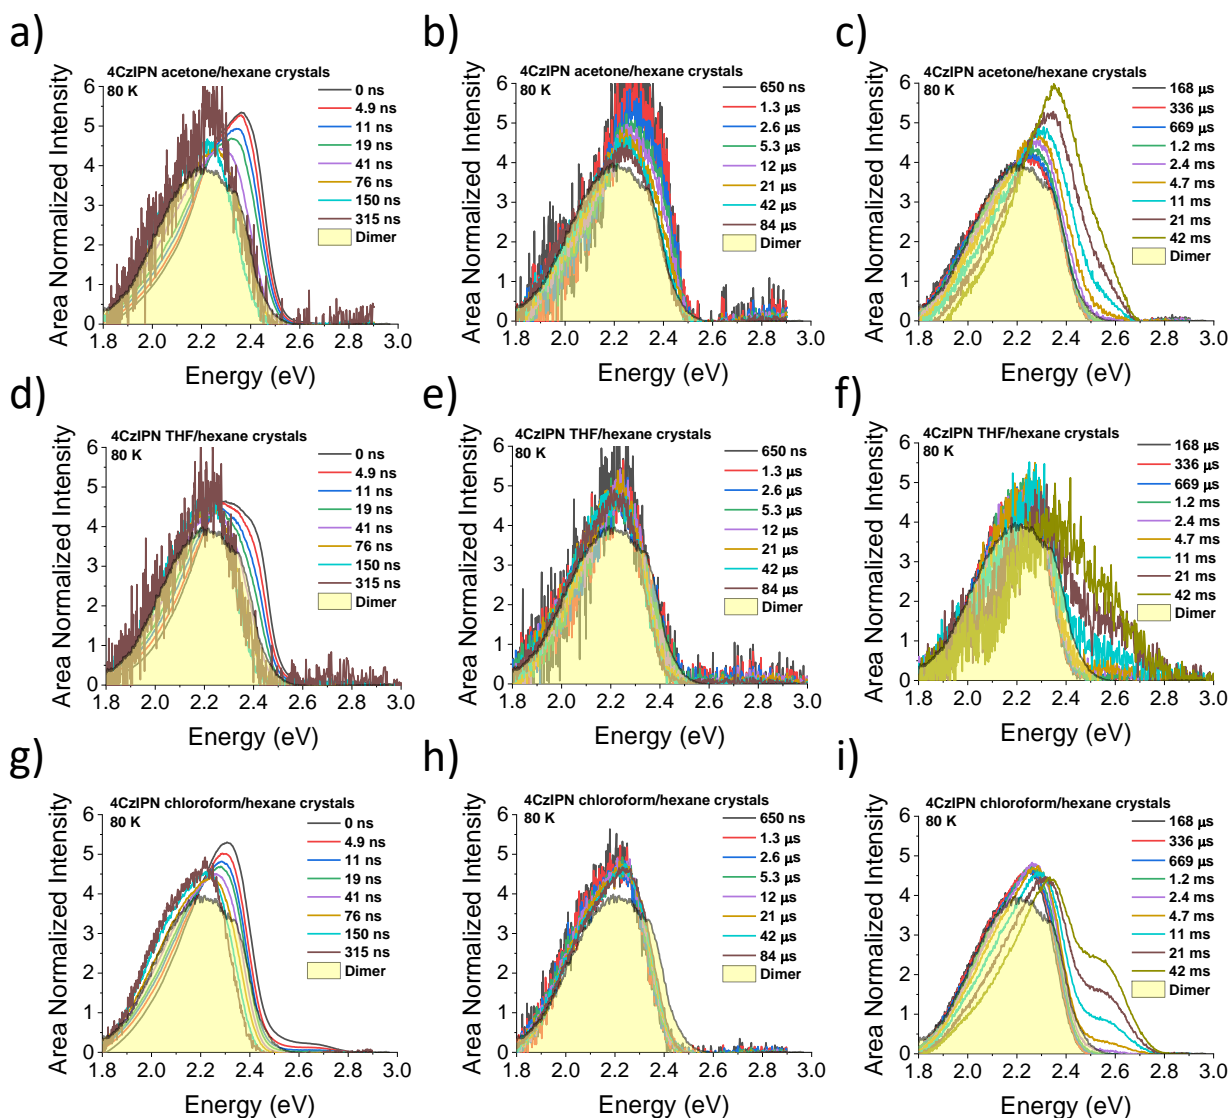 a)
4CzIPN acetone/hexane crystals
80 K
Area Normalized Intensity
6
5
4
3
2
1
0
1.8 2.0 2.2 2.4 2.6 2.8 3.0
Energy (eV)
0 ns
4.9 ns
11 ns
19 ns
41 ns
76 ns
150 ns
315 ns
Dimer
b)
4CzIPN acetone/hexane crystals
80 K
Area Normalized Intensity
6
5
4
3
2
1
0
1.8 2.0 2.2 2.4 2.6 2.8 3.0
Energy (eV)
650 ns
1.3 µs
2.6 µs
5.3 µs
12 µs
21 µs
42 µs
84 µs
Dimer
c)
4CzIPN acetone/hexane crystals
80 K
Area Normalized Intensity
6
5
4
3
2
1
0
1.8 2.0 2.2 2.4 2.6 2.8 3.0
Energy (eV)
168 µs
336 µs
669 µs
1.2 ms
2.4 ms
4.7 ms
11 ms
21 ms
42 ms
Dimer
d)
4CzIPN THF/hexane crystals
80 K
Area Normalized Intensity
6
5
4
3
2
1
0
1.8 2.0 2.2 2.4 2.6 2.8 3.0
Energy (eV)
0 ns
4.9 ns
11 ns
19 ns
41 ns
76 ns
150 ns
315 ns
Dimer
e)
4CzIPN THF/hexane crystals
80 K
Area Normalized Intensity
6
5
4
3
2
1
0
1.8 2.0 2.2 2.4 2.6 2.8 3.0
Energy (eV)
650 ns
1.3 µs
2.6 µs
5.3 µs
12 µs
21 µs
42 µs
84 µs
Dimer
f)
4CzIPN THF/hexane crystals
80 K
Area Normalized Intensity
6
5
4
3
2
1
0
1.8 2.0 2.2 2.4 2.6 2.8 3.0
Energy (eV)
168 µs
336 µs
669 µs
1.2 ms
2.4 ms
4.7 ms
11 ms
21 ms
42 ms
Dimer
g)
4CzIPN chloroform/hexane crystals
80 K
Area Normalized Intensity
6
5
4
3
2
1
0
1.8 2.0 2.2 2.4 2.6 2.8 3.0
Energy (eV)
0 ns
4.9 ns
11 ns
19 ns
41 ns
76 ns
150 ns
315 ns
Dimer
h)
4CzIPN chloroform/hexane crystals
80 K
Area Normalized Intensity
6
5
4
3
2
1
0
1.8 2.0 2.2 2.4 2.6 2.8 3.0
Energy (eV)
650 ns
1.3 µs
2.6 µs
5.3 µs
12 µs
21 µs
42 µs
84 µs
Dimer
i)
4CzIPN chloroform/hexane crystals
80 K
Area Normalized Intensity
6
5
4
3
2
1
0
1.8 2.0 2.2 2.4 2.6 2.8 3.0
Energy (eV)
168 µs
336 µs
669 µs
1.2 ms
2.4 ms
4.7 ms
11 ms
21 ms
42 ms
Dimer